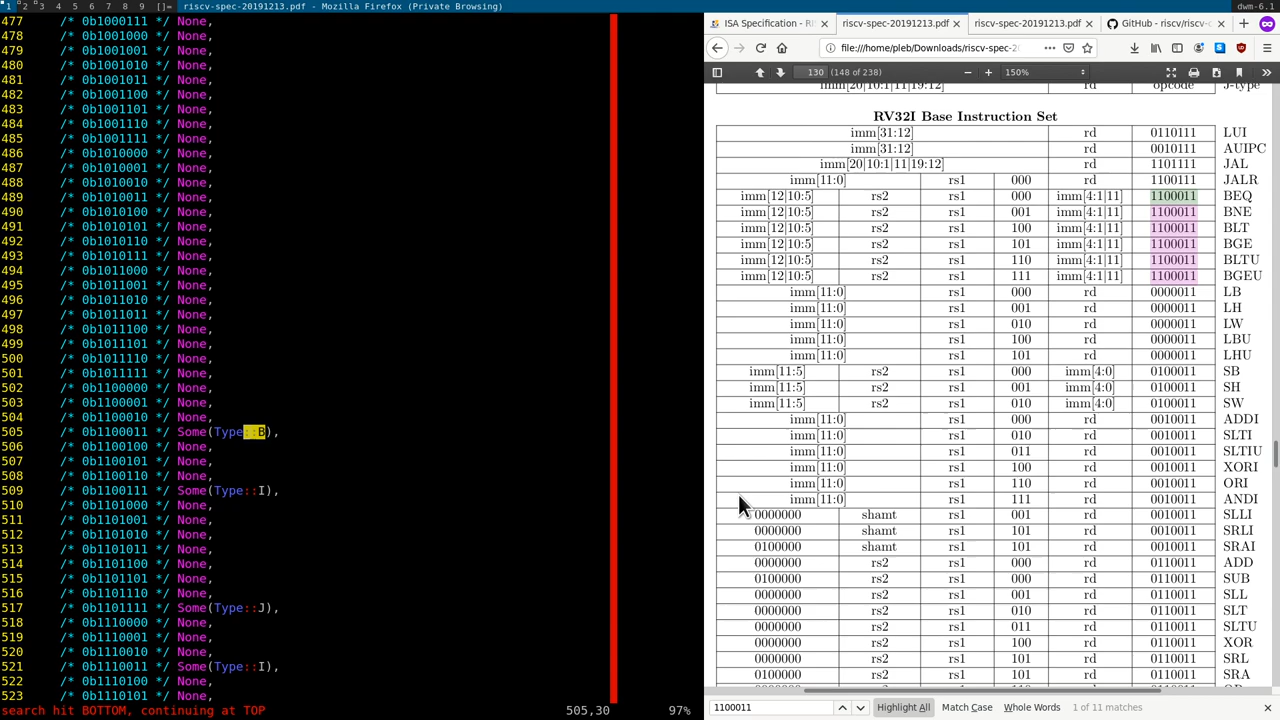 1 2 3 4 5 6 7 8 9 []= riscv-spec-20191213.pdf - Mozilla Firefox (Private Browsing) dwm-6.1
477 /* 0b1000111 */ None,
478 /* 0b1001000 */ None,
479 /* 0b1001001 */ None,
480 /* 0b1001010 */ None,
481 /* 0b1001011 */ None,
482 /* 0b1001100 */ None,
483 /* 0b1001101 */ None,
484 /* 0b1001110 */ None,
485 /* 0b1001111 */ None,
486 /* 0b1010000 */ None,
487 /* 0b1010001 */ None,
488 /* 0b1010010 */ None,
489 /* 0b1010011 */ None,
490 /* 0b1010100 */ None,
491 /* 0b1010101 */ None,
492 /* 0b1010110 */ None,
493 /* 0b1010111 */ None,
494 /* 0b1011000 */ None,
495 /* 0b1011001 */ None,
496 /* 0b1011010 */ None,
497 /* 0b1011011 */ None,
498 /* 0b1011100 */ None,
499 /* 0b1011101 */ None,
500 /* 0b1011110 */ None,
501 /* 0b1011111 */ None,
502 /* 0b1100000 */ None,
503 /* 0b1100001 */ None,
504 /* 0b1100010 */ None,
505 /* 0b1100011 */ Some(Type::B),
506 /* 0b1100100 */ None,
507 /* 0b1100101 */ None,
508 /* 0b1100110 */ None,
509 /* 0b1100111 */ Some(Type::I),
510 /* 0b1101000 */ None,
511 /* 0b1101001 */ None,
512 /* 0b1101010 */ None,
513 /* 0b1101011 */ None,
514 /* 0b1101100 */ None,
515 /* 0b1101101 */ None,
516 /* 0b1101110 */ None,
517 /* 0b1101111 */ Some(Type::J),
518 /* 0b1110000 */ None,
519 /* 0b1110001 */ None,
520 /* 0b1110010 */ None,
521 /* 0b1110011 */ Some(Type::I),
522 /* 0b1110100 */ None,
523 /* 0b1110101 */ None,
search hit BOTTOM, continuing at TOP 505,30 97%
ISA Specification - RI riscv-spec-20191213.pdf riscv-spec-20191213.pdf GitHub - riscv/riscv-c
file:///home/pleb/Downloads/riscv-spec-2
130 (148 of 238) 150%
imm[20|10:1|11|19:12] rd opcode J-type
RV32I Base Instruction Set
imm[31:12] rd 0110111 LUI
imm[31:12] rd 0010111 AUIPC
imm[20|10:1|11|19:12] rd 1101111 JAL
imm[11:0] rs1 000 rd 1100111 JALR
imm[12|10:5] rs2 rs1 000 imm[4:1|11] 1100011 BEQ
imm[12|10:5] rs2 rs1 001 imm[4:1|11] 1100011 BNE
imm[12|10:5] rs2 rs1 100 imm[4:1|11] 1100011 BLT
imm[12|10:5] rs2 rs1 101 imm[4:1|11] 1100011 BGE
imm[12|10:5] rs2 rs1 110 imm[4:1|11] 1100011 BLTU
imm[12|10:5] rs2 rs1 111 imm[4:1|11] 1100011 BGEU
imm[11:0] rs1 000 rd 0000011 LB
imm[11:0] rs1 001 rd 0000011 LH
imm[11:0] rs1 010 rd 0000011 LW
imm[11:0] rs1 100 rd 0000011 LBU
imm[11:0] rs1 101 rd 0000011 LHU
imm[11:5] rs2 rs1 000 imm[4:0] 0100011 SB
imm[11:5] rs2 rs1 001 imm[4:0] 0100011 SH
imm[11:5] rs2 rs1 010 imm[4:0] 0100011 SW
imm[11:0] rs1 000 rd 0010011 ADDI
imm[11:0] rs1 010 rd 0010011 SLTI
imm[11:0] rs1 011 rd 0010011 SLTIU
imm[11:0] rs1 100 rd 0010011 XORI
imm[11:0] rs1 110 rd 0010011 ORI
imm[11:0] rs1 111 rd 0010011 ANDI
0000000 shamt rs1 001 rd 0010011 SLLI
0000000 shamt rs1 101 rd 0010011 SRLI
0100000 shamt rs1 101 rd 0010011 SRAI
0000000 rs2 rs1 000 rd 0110011 ADD
0100000 rs2 rs1 000 rd 0110011 SUB
0000000 rs2 rs1 001 rd 0110011 SLL
0000000 rs2 rs1 010 rd 0110011 SLT
0000000 rs2 rs1 011 rd 0110011 SLTU
0000000 rs2 rs1 100 rd 0110011 XOR
0000000 rs2 rs1 101 rd 0110011 SRL
0100000 rs2 rs1 101 rd 0110011 SRA
1100011 Highlight All Match Case Whole Words 1 of 11 matches